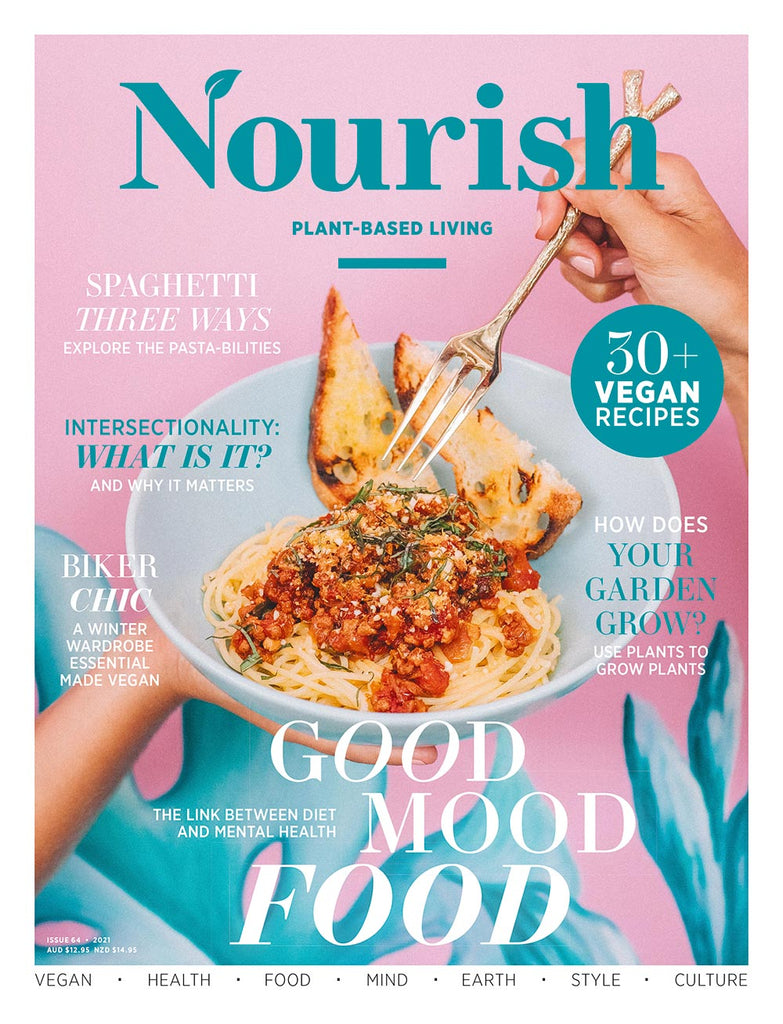 Nourish
PLANT-BASED LIVING
SPAGHETTI
THREE WAYS
EXPLORE THE PASTA-BILITIES
30+
VEGAN
RECIPES
INTERSECTIONALITY:
WHAT IS IT?
AND WHY IT MATTERS
HOW DOES
YOUR
GARDEN
GROW?
USE PLANTS TO
GROW PLANTS
BIKER
CHIC
A WINTER
WARDROBE
ESSENTIAL
MADE VEGAN
GOOD
MOOD
FOOD
THE LINK BETWEEN DIET
AND MENTAL HEALTH
ISSUE 64 • 2021
AUD $12.95 NZD $14.95
VEGAN · HEALTH · FOOD · MIND · EARTH · STYLE · CULTURE